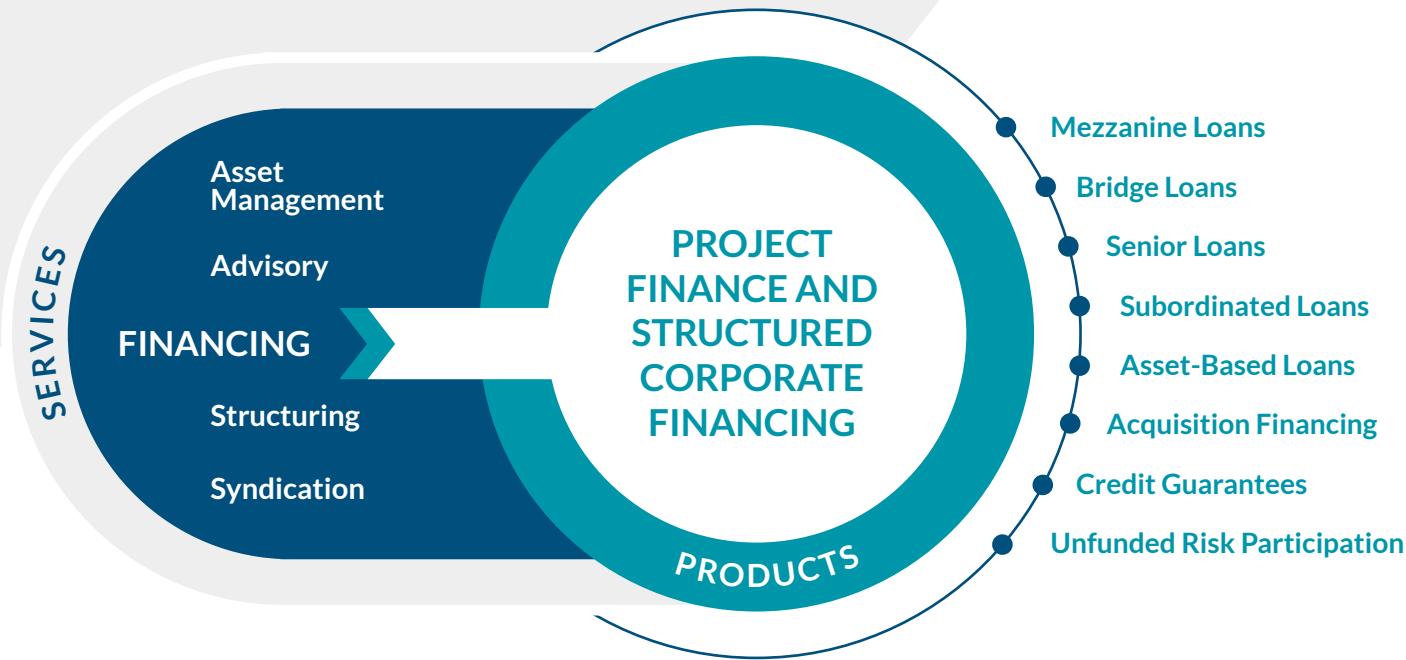 SERVICES
Asset
Management
Advisory
FINANCING
Structuring
Syndication
PROJECT
FINANCE AND
STRUCTURED
CORPORATE
FINANCING
PRODUCTS
Mezzanine Loans
Bridge Loans
Senior Loans
Subordinated Loans
Asset-Based Loans
Acquisition Financing
Credit Guarantees
Unfunded Risk Participation